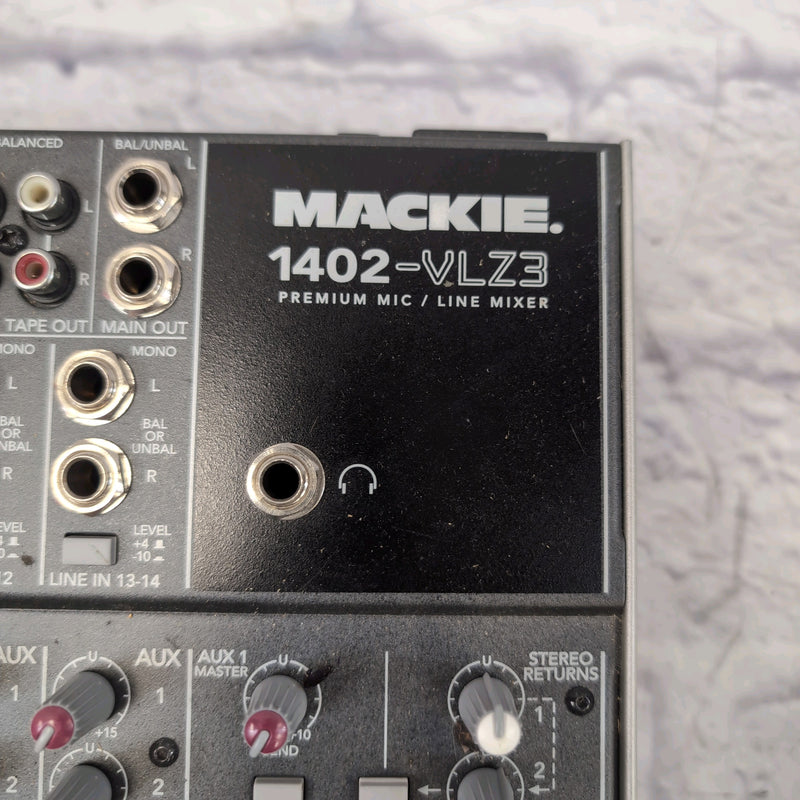 BALANCED
BAL/UNBAL
L
L
MACKIE.
R
R
1402-VLZ3
PREMIUM MIC / LINE MIXER
TAPE OUT
MAIN OUT
MONO
MONO
L
L
BAL
OR
UNBAL
BAL
OR
UNBAL
R
R
LEVEL
+4
-10
LINE IN 13-14
AUX
U
AUX
AUX 1
MASTER
U
U
STEREO
RETURNS
1
1
1
+15
+10
U
2
2
2